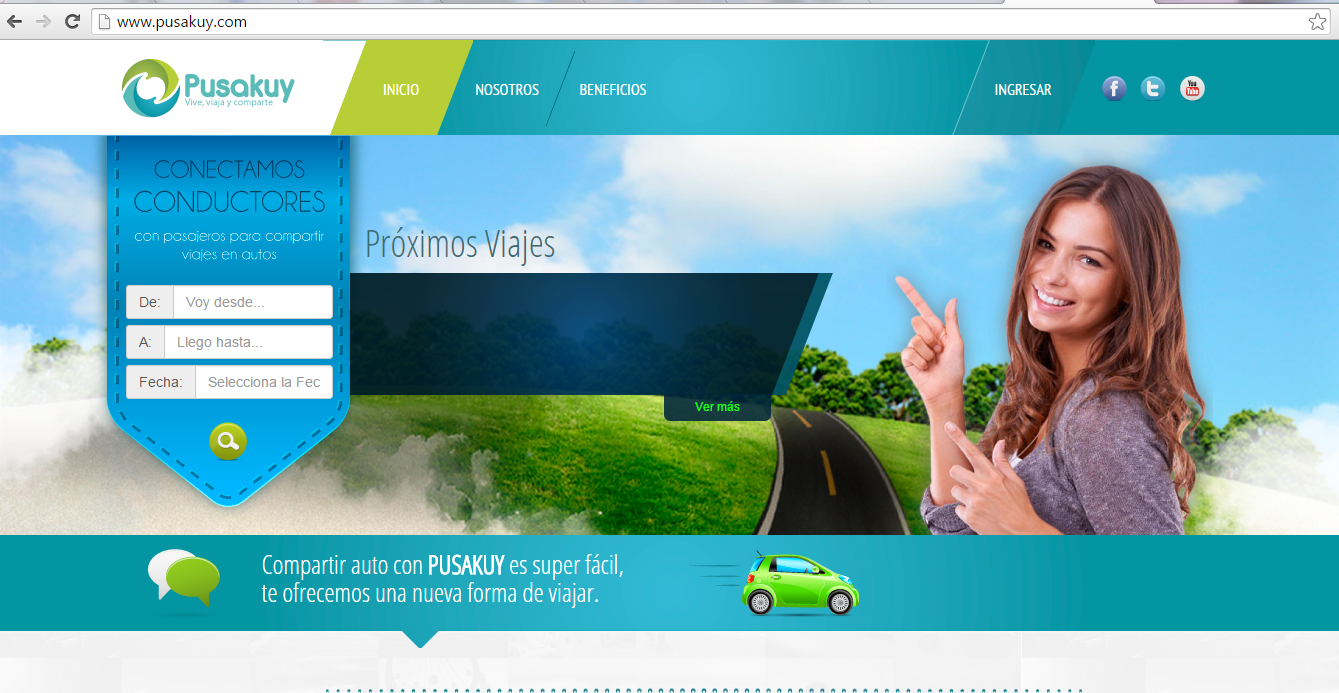 www.pusakuy.com
Pusakuy
Vive, viaja y comparte
INICIO
NOSOTROS
BENEFICIOS
INGRESAR
f
t
You
Tube
CONECTAMOS
CONDUCTORES
con pasajeros para compartir
viajes en autos
De: Voy desde...
A: Llego hasta...
Fecha: Selecciona la Fec
Próximos Viajes
Ver más
Compartir auto con PUSAKUY es super fácil,
te ofrecemos una nueva forma de viajar.